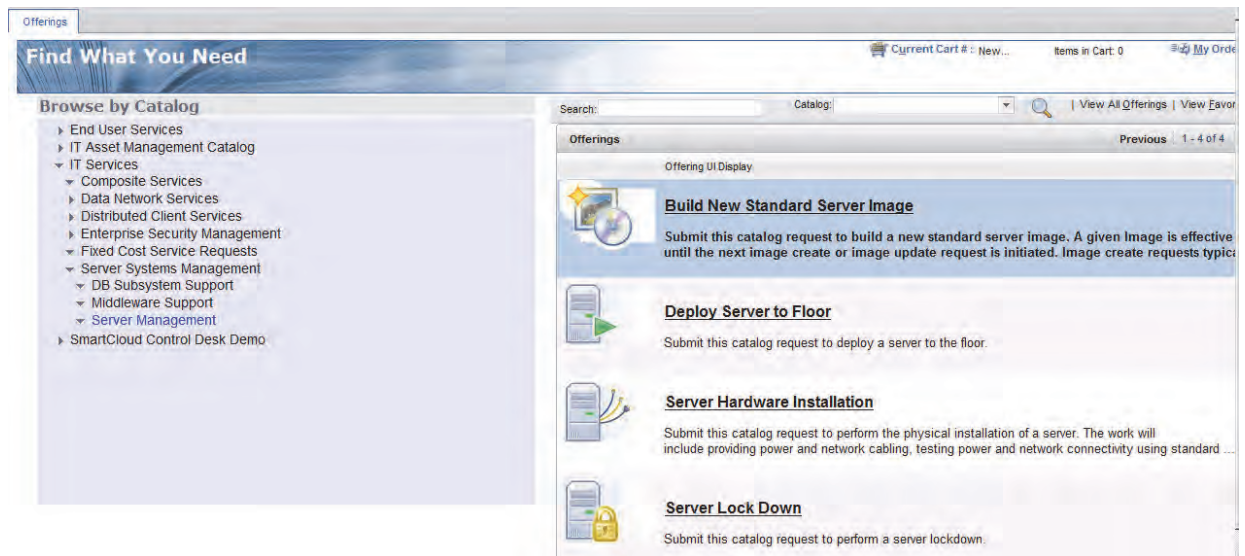 Offerings
Find What You Need
Current Cart # : New... Items in Cart: 0 My Orde
Browse by Catalog
End User Services
IT Asset Management Catalog
IT Services
Composite Services
Data Network Services
Distributed Client Services
Enterprise Security Management
Fixed Cost Service Requests
Server Systems Management
DB Subsystem Support
Middleware Support
Server Management
SmartCloud Control Desk Demo
Search: Catalog: | View All Offerings | View Favor
Offerings Previous 1 - 4 of 4
Offering UI Display
Build New Standard Server Image
Submit this catalog request to build a new standard server image. A given Image is effective
until the next image create or image update request is initiated. Image create requests typica
Deploy Server to Floor
Submit this catalog request to deploy a server to the floor.
Server Hardware Installation
Submit this catalog request to perform the physical installation of a server. The work will
include providing power and network cabling, testing power and network connectivity using standard ...
Server Lock Down
Submit this catalog request to perform a server lockdown.